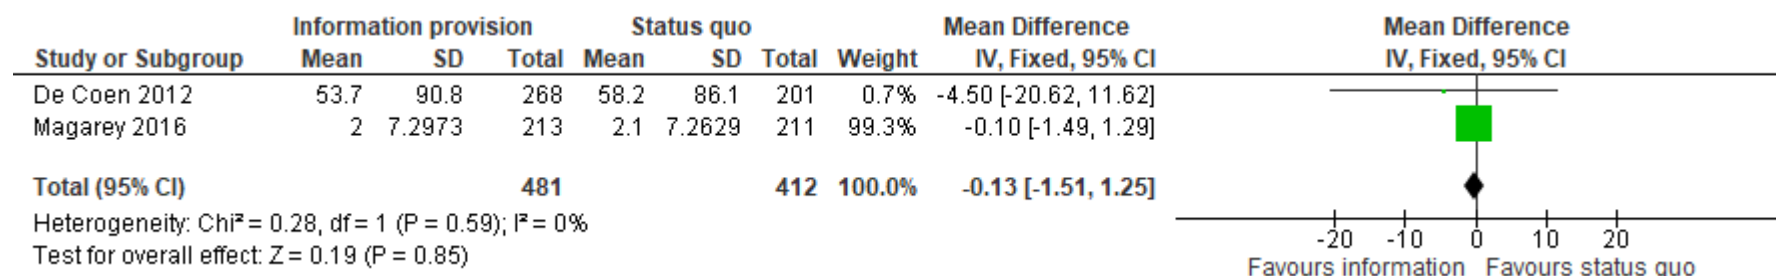 Information provision Status quo Mean Difference Mean Difference
Study or Subgroup Mean SD Total Mean SD Total Weight IV, Fixed, 95% CI IV, Fixed, 95% CI
De Coen 2012 53.7 90.8 268 58.2 86.1 201 0.7% -4.50 [-20.62, 11.62]
Magarey 2016 2 7.2973 213 2.1 7.2629 211 99.3% -0.10 [-1.49, 1.29]
Total (95% CI) 481 412 100.0% -0.13 [-1.51, 1.25]
Heterogeneity: Chi² = 0.28, df = 1 (P = 0.59); I² = 0%
Test for overall effect: Z = 0.19 (P = 0.85)
-20 -10 0 10 20
Favours information Favours status quo